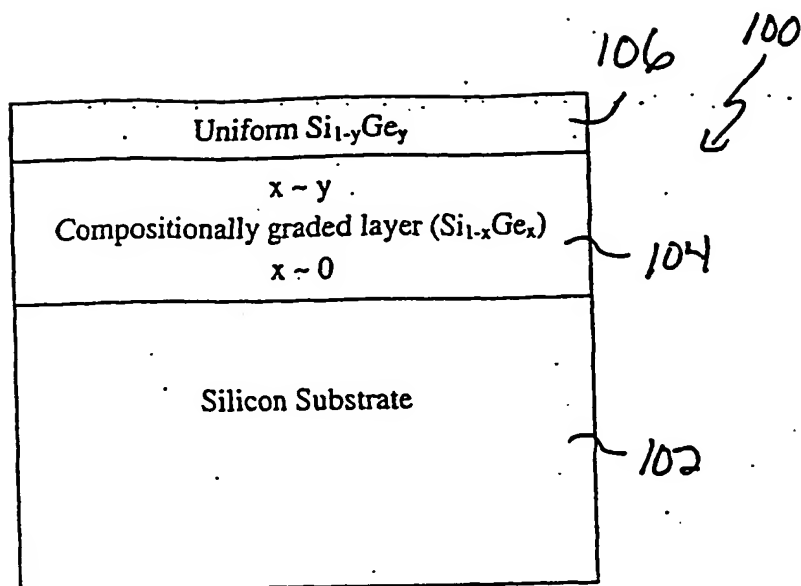 106
100
Uniform Si₁₋yGey
x ~ y
Compositionally graded layer (Si₁₋ₓGeₓ)
104
x ~ 0
Silicon Substrate
102